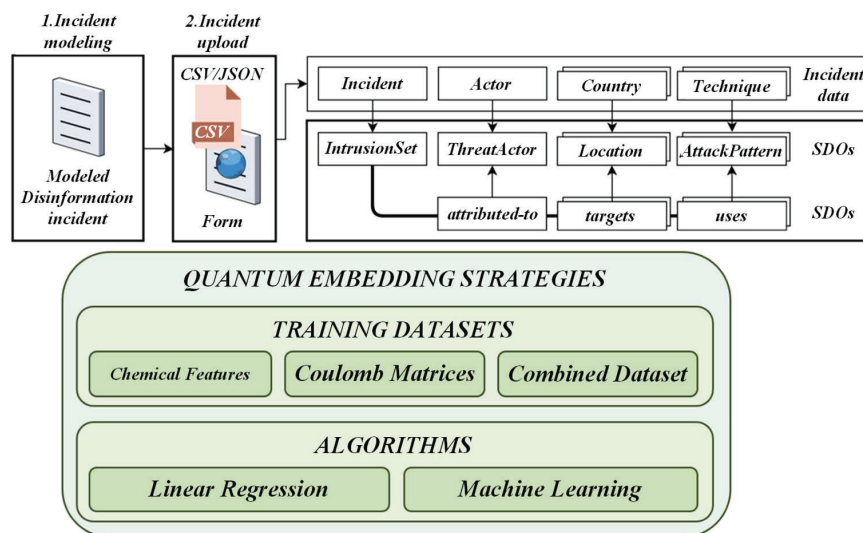 1.Incident
modeling
2.Incident
upload
Modeled
Disinformation
incident
CSV/JSON
CSV
Form
Incident
Actor
Country
Technique
Incident
data
IntrusionSet
ThreatActor
Location
AttackPattern
SDOs
attributed-to
targets
uses
SDOs
QUANTUM EMBEDDING STRATEGIES
TRAINING DATASETS
Chemical Features
Coulomb Matrices
Combined Dataset
ALGORITHMS
Linear Regression
Machine Learning